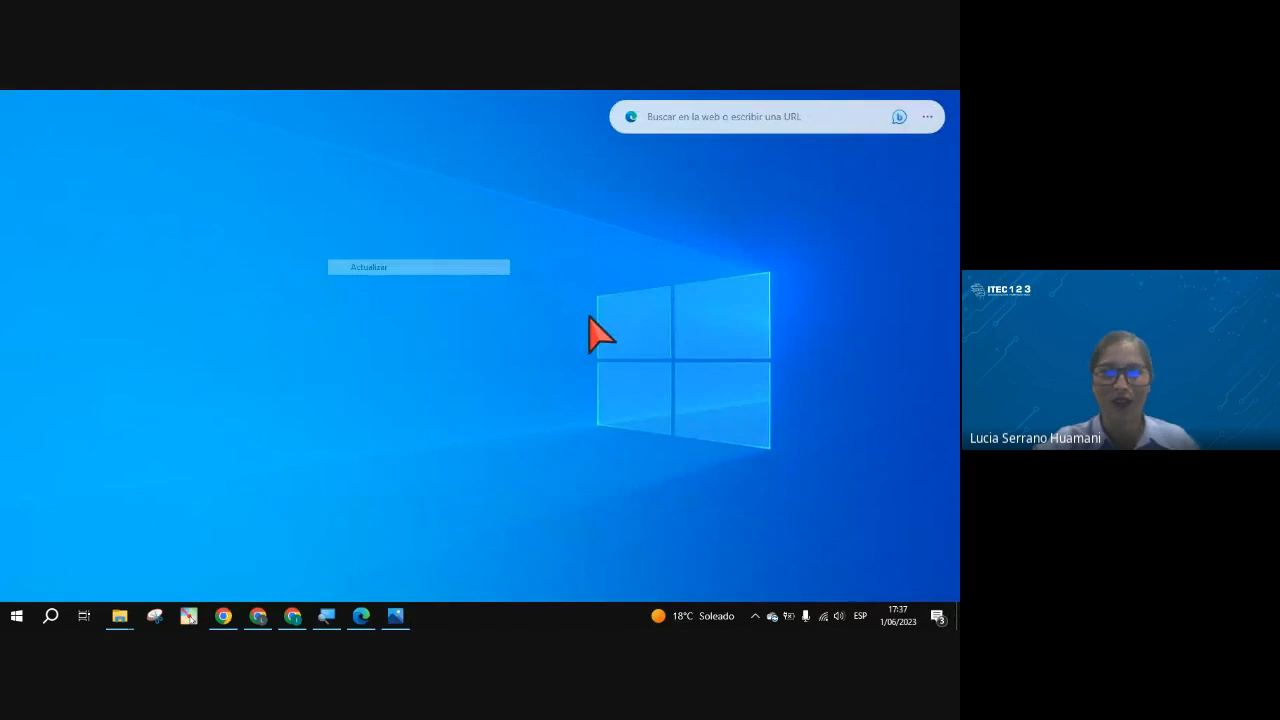 Buscar en la web o escribir una URL
Actualizar
ITEC 1 2 3
Lucia Serrano Huamani
18°C Soleado
ESP
17:37
1/06/2023
3